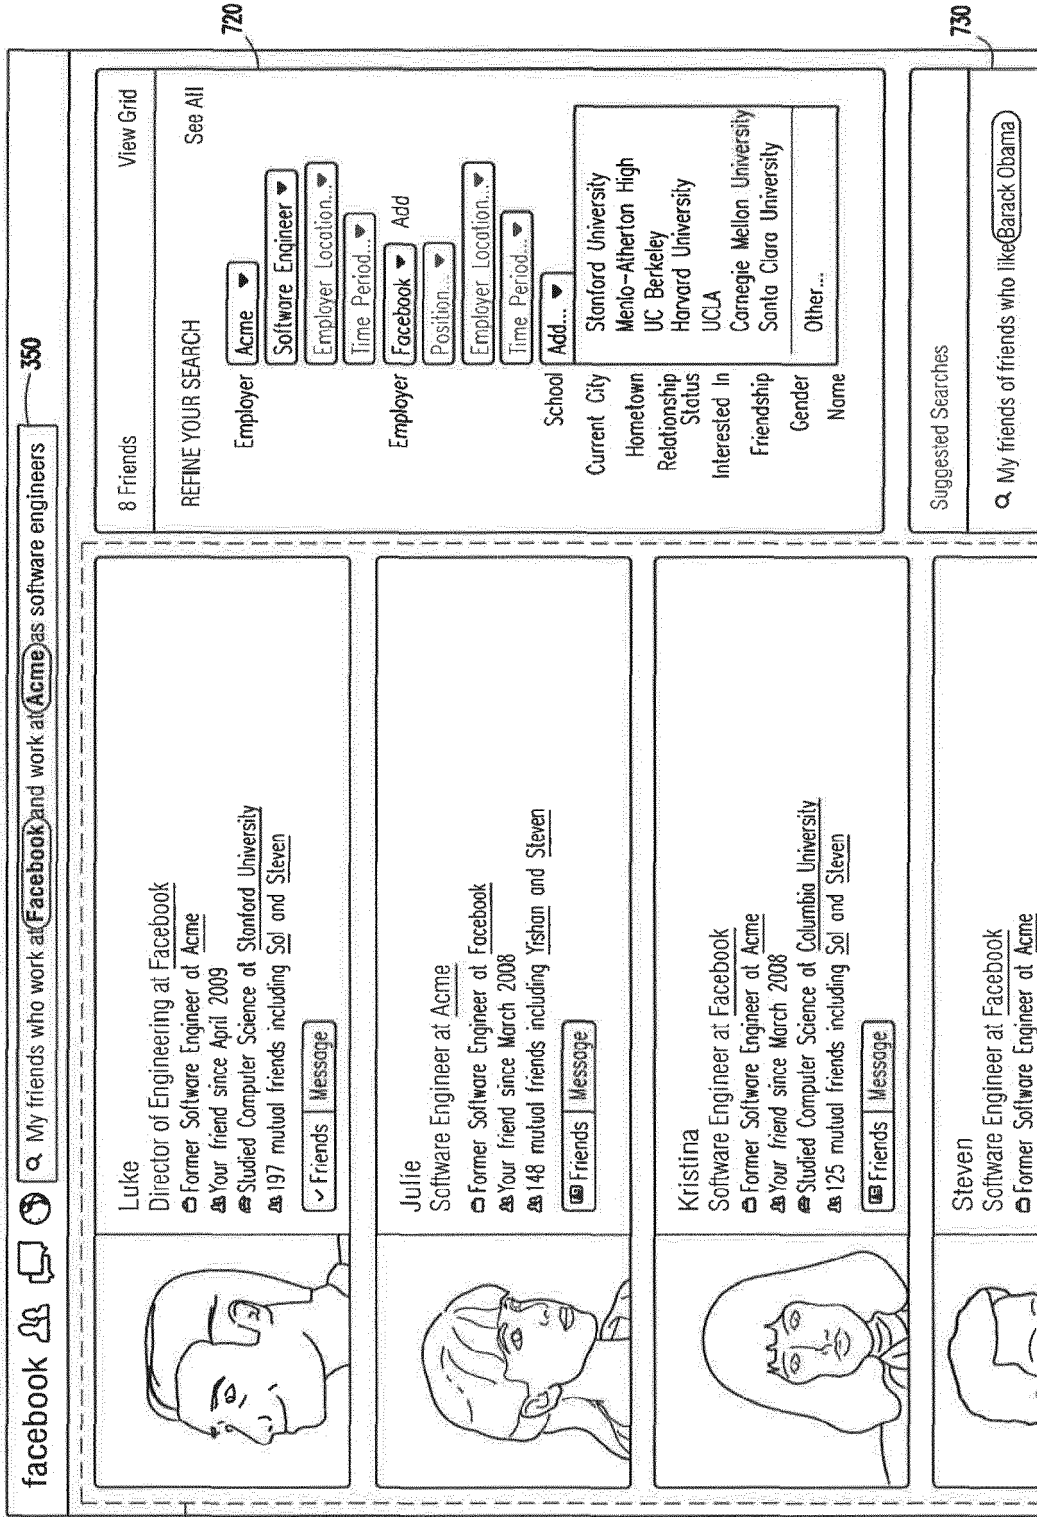 facebook
My friends who work at Facebook and work at Acme as software engineers
350
Luke
Director of Engineering at Facebook
Former Software Engineer at Acme
Your friend since April 2009
Studied Computer Science at Stanford University
197 mutual friends including Sol and Steven
Friends Message
Julie
Software Engineer at Acme
Former Software Engineer at Facebook
Your friend since March 2008
148 mutual friends including Yishan and Steven
Friends Message
Kristina
Software Engineer at Facebook
Former Software Engineer at Acme
Your friend since March 2008
Studied Computer Science at Columbia University
125 mutual friends including Sol and Steven
Friends Message
Steven
Software Engineer at Facebook
Former Software Engineer at Acme
720
8 Friends View Grid
REFINE YOUR SEARCH See All
Employer Acme
Software Engineer
Employer Location...
Time Period...
Employer Facebook Add
Position...
Employer Location...
Time Period...
School Add...
Current City Stanford University
Hometown Menlo-Atherton High
Relationship UC Berkeley
Status Harvard University
Interested In UCLA
Carnegie Mellon University
Friendship Santa Clara University
Gender
Other...
Name
730
Suggested Searches
My friends of friends who like Barack Obama